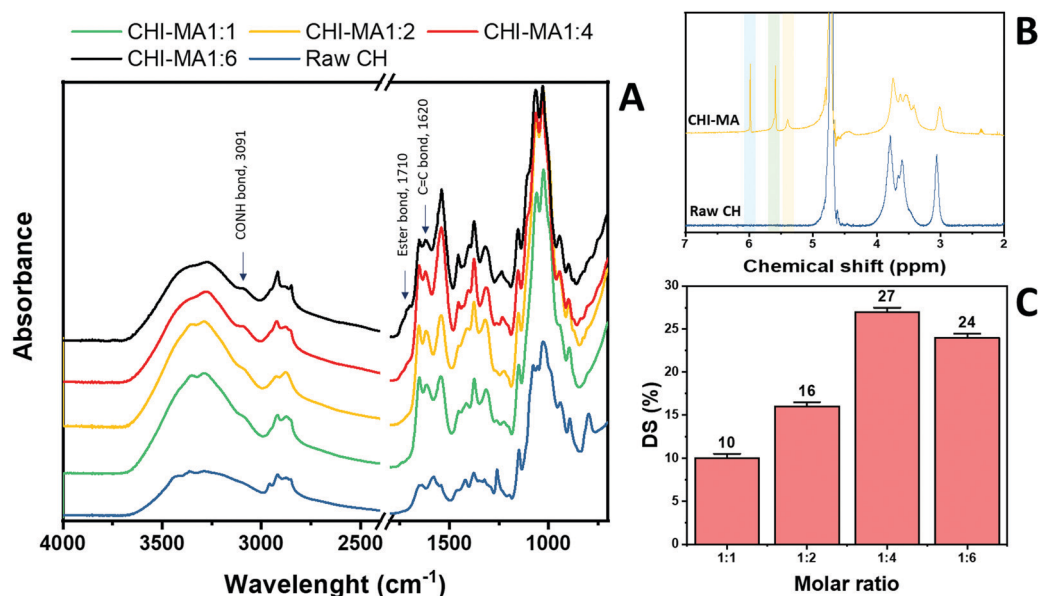 CHI-MA1:1 CHI-MA1:2 CHI-MA1:4
CHI-MA1:6 Raw CH
A
Absorbance
CONH bond, 3091
Ester bond, 1710
C=C bond, 1620
4000 3500 3000 2500 1500 1000
Wavelenght (cm⁻¹)
B
CHI-MA
Raw CH
7 6 5 4 3 2
Chemical shift (ppm)
C
DS (%)
30
25
20
15
10
5
0
10 16 27 24
1:1 1:2 1:4 1:6
Molar ratio